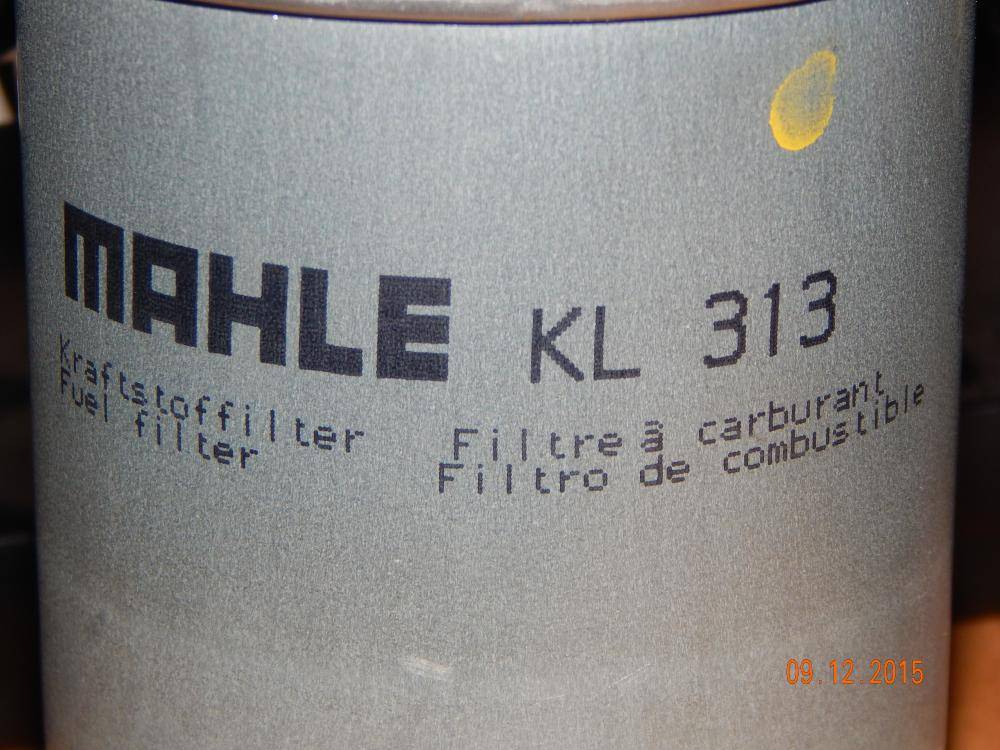 MAHLE KL 313
Kraftstoffilter Filtre à carburant
Fuel filter Filtro de combustible
09.12.2015